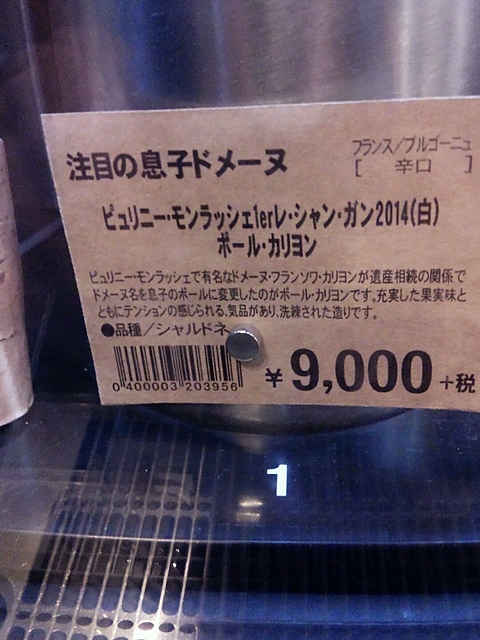 注目の息子ドメーヌ
フランス/ブルゴーニュ
[ 辛口 ]
ピュリニー・モンラッシェ1erレ・シャン・ガン2014(白)
ポール・カリヨン
ピュリニー・モンラッシェで有名なドメーヌ・フランソワ・カリヨンが遺産相続の関係で
ドメーヌ名を息子のポールに変更したのがポール・カリヨンです。充実した果実味と
ともにテンションの感じられる、気品があり、洗練された造りです。
●品種/シャルドネ
0 400003 203956
¥9,000+税
1